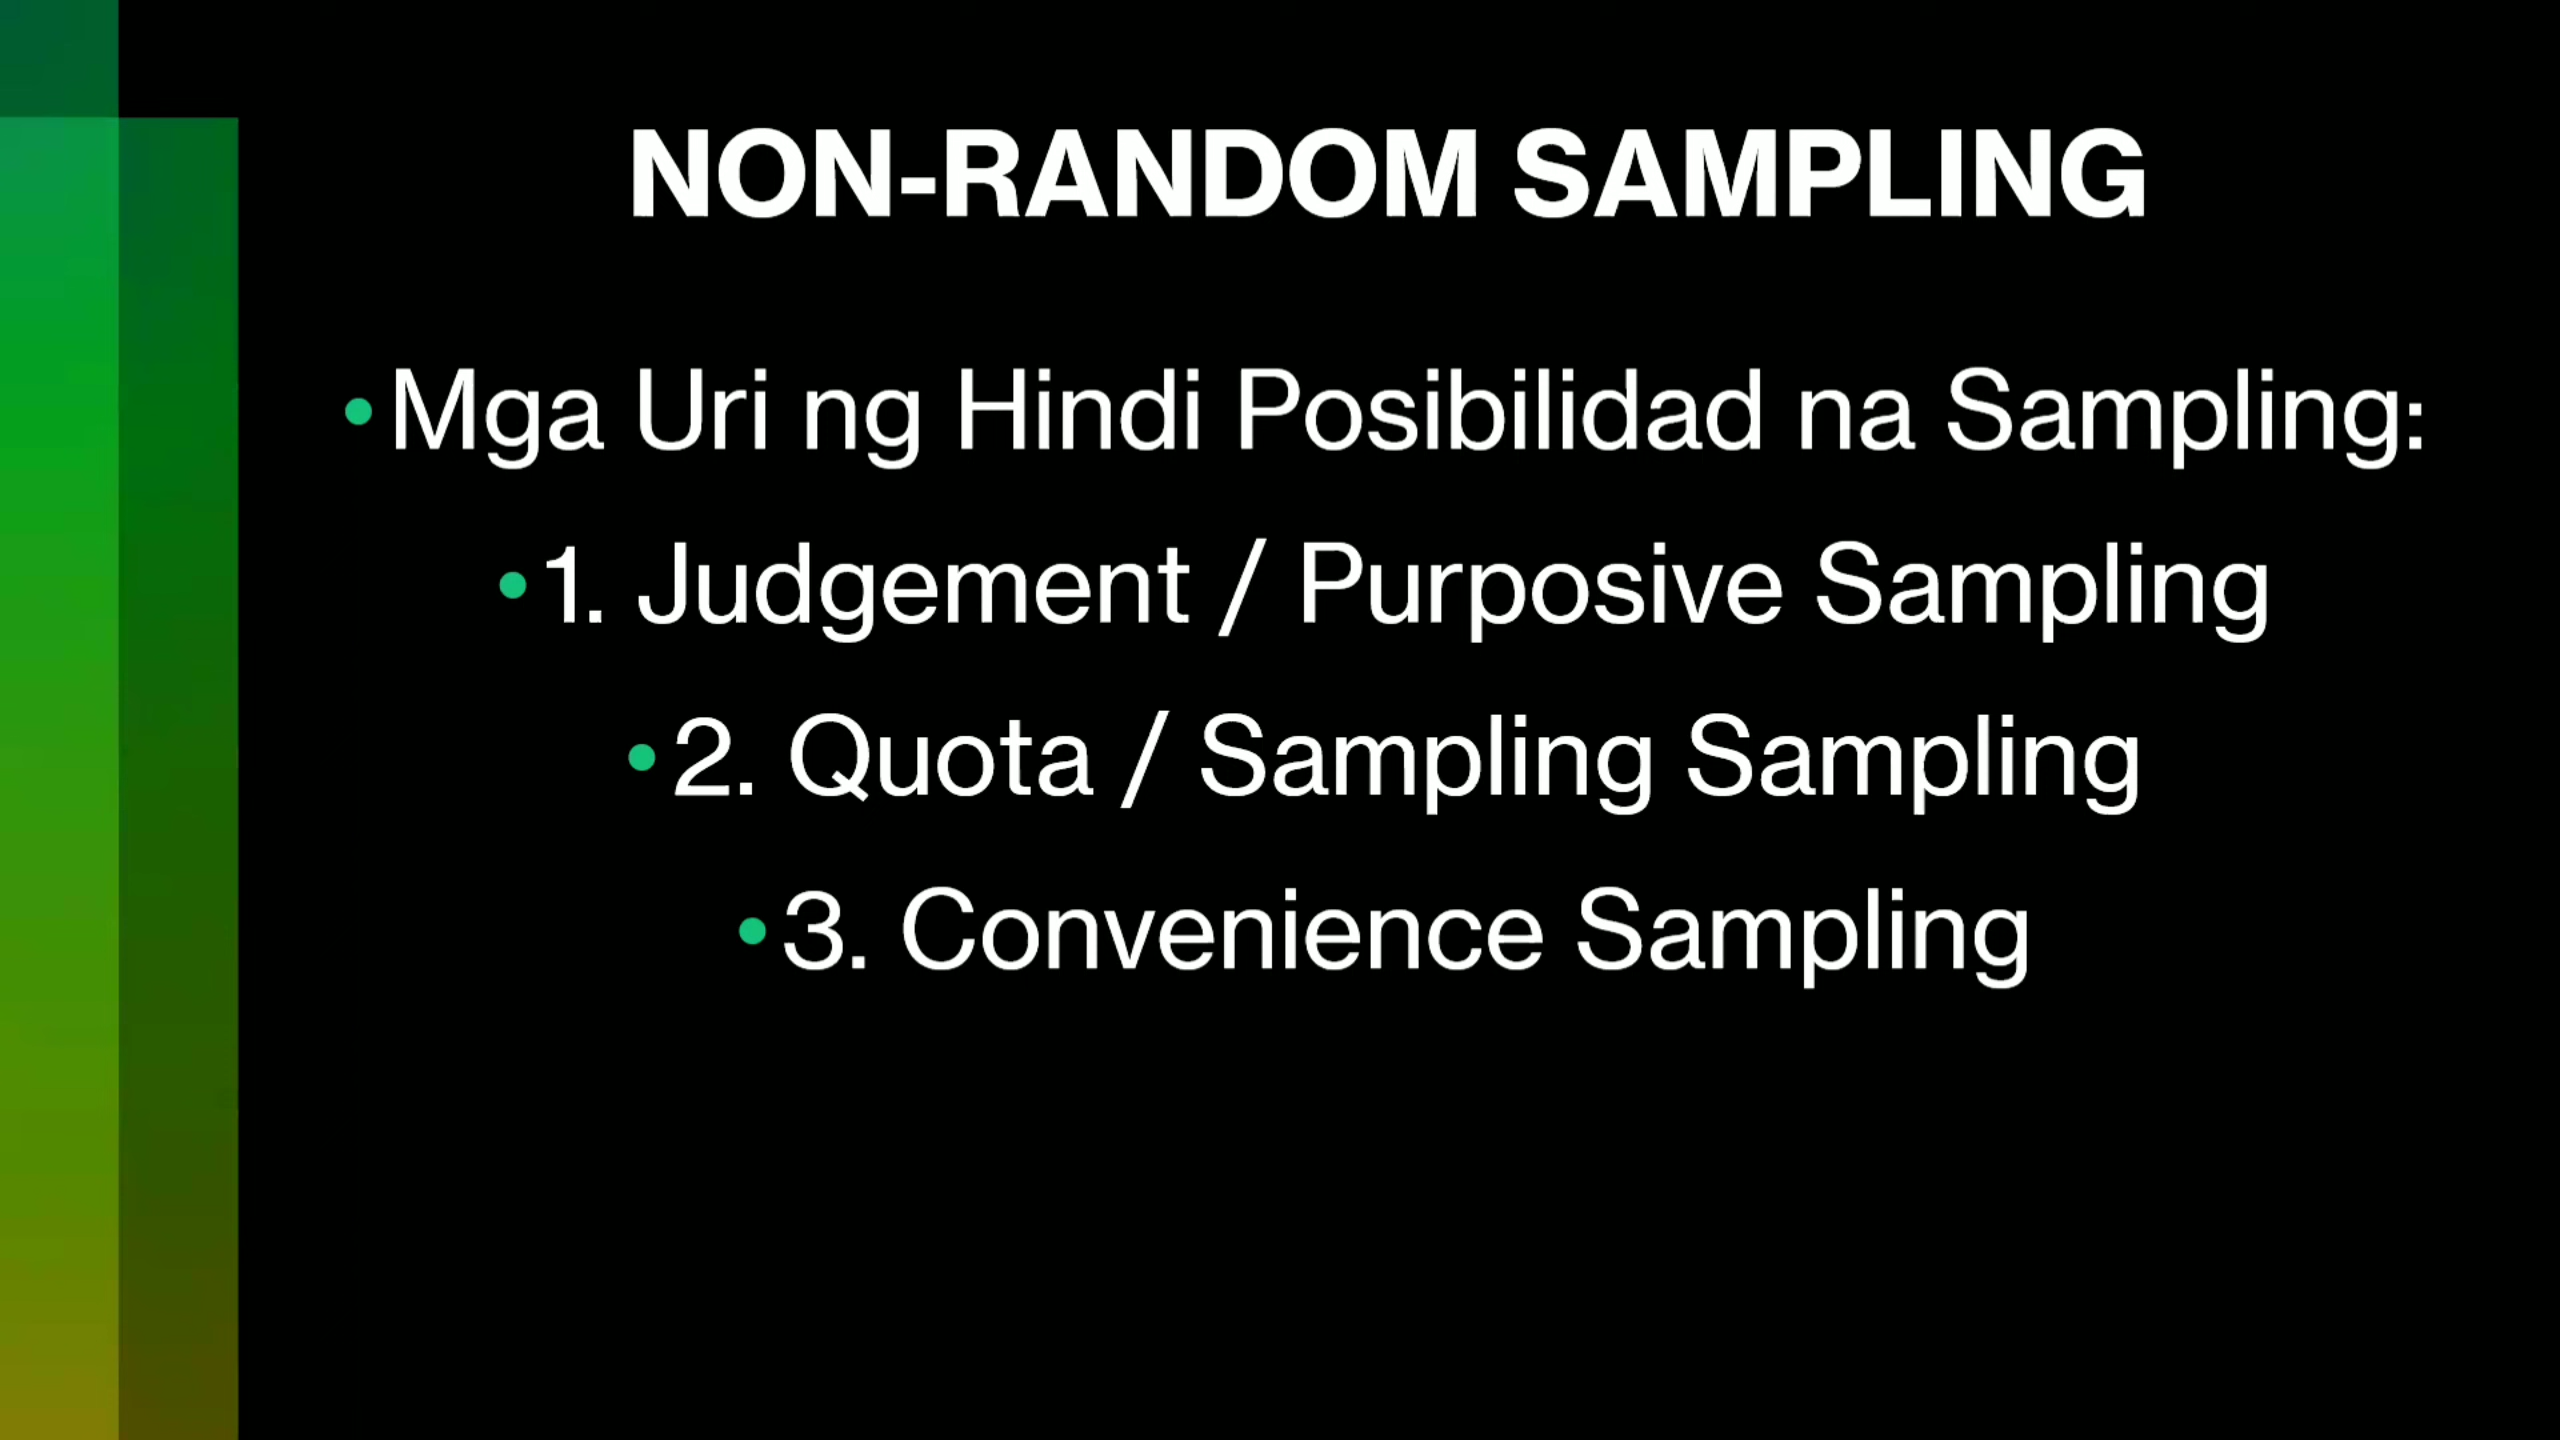 NON-RANDOM SAMPLING
• Mga Uri ng Hindi Posibilidad na Sampling:
• 1. Judgement / Purposive Sampling
• 2. Quota / Sampling Sampling
• 3. Convenience Sampling